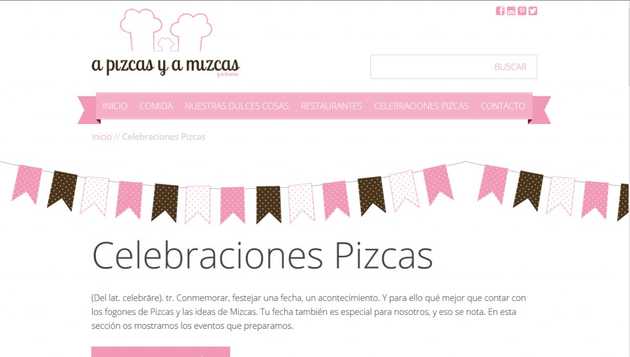 a pizcas y a mizcas
BUSCAR
INICIO COMIDA NUESTRAS DULCES COSAS RESTAURANTES CELEBRACIONES PIZCAS CONTACTO
Inicio // Celebraciones Pizcas
Celebraciones Pizcas
(Del lat. celebrāre). tr. Conmemorar, festejar una fecha, un acontecimiento. Y para ello qué mejor que contar con
los fogones de Pizcas y las ideas de Mizcas. Tu fecha también es especial para nosotros, y eso se nota. En esta
sección os mostramos los eventos que preparamos.